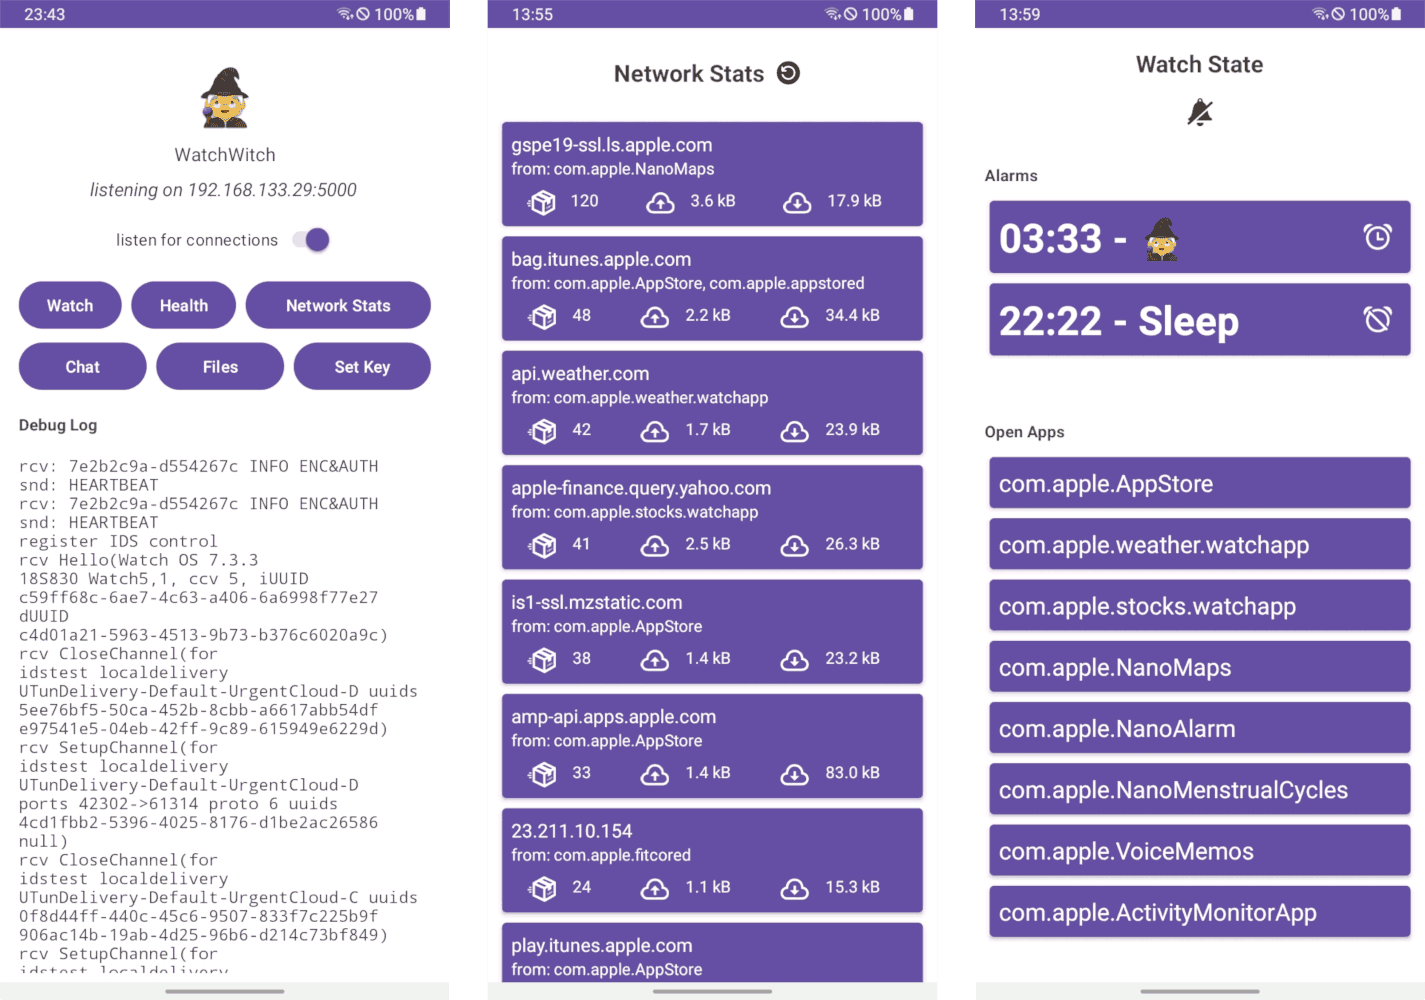 23:43
100%
WatchWitch
listening on 192.168.133.29:5000
listen for connections
Watch
Health
Network Stats
Chat
Files
Set Key
Debug Log
rcv: 7e2b2c9a-d554267c INFO ENC&AUTH
snd: HEARTBEAT
rcv: 7e2b2c9a-d554267c INFO ENC&AUTH
snd: HEARTBEAT
register IDS control
rcv Hello(Watch OS 7.3.3
18S830 Watch5,1, ccv 5, iUUID
c59ff68c-6ae7-4c63-a406-6a6998f77e27
dUUID
c4d01a21-5963-4513-9b73-b376c6020a9c)
rcv CloseChannel(for
idstest localdelivery
UTunDelivery-Default-UrgentCloud-D uuids
5ee76bf5-50ca-452b-8cbb-a6617abb54df
e97541e5-04eb-42ff-9c89-615949e6229d)
rcv SetupChannel(for
idstest localdelivery
UTunDelivery-Default-UrgentCloud-D
ports 42302->61314 proto 6 uuids
4cd1fbb2-5396-4025-8176-d1be2ac26586
null)
rcv CloseChannel(for
idstest localdelivery
UTunDelivery-Default-UrgentCloud-C uuids
0f8d44ff-440c-45c6-9507-833f7c225b9f
906ac14b-19ab-4d25-96b6-d214c73bf849)
rcv SetupChannel(for
idstest localdelivery
13:55
100%
Network Stats
gspe19-ssl.ls.apple.com
from: com.apple.NanoMaps
120 3.6 kB 17.9 kB
bag.itunes.apple.com
from: com.apple.AppStore, com.apple.appstored
48 2.2 kB 34.4 kB
api.weather.com
from: com.apple.weather.watchapp
42 1.7 kB 23.9 kB
apple-finance.query.yahoo.com
from: com.apple.stocks.watchapp
41 2.5 kB 26.3 kB
is1-ssl.mzstatic.com
from: com.apple.AppStore
38 1.4 kB 23.2 kB
amp-api.apps.apple.com
from: com.apple.AppStore
33 1.4 kB 83.0 kB
23.211.10.154
from: com.apple.fitcored
24 1.1 kB 15.3 kB
play.itunes.apple.com
from: com.apple.AppStore
13:59
100%
Watch State
Alarms
03:33 -
22:22 - Sleep
Open Apps
com.apple.AppStore
com.apple.weather.watchapp
com.apple.stocks.watchapp
com.apple.NanoMaps
com.apple.NanoAlarm
com.apple.NanoMenstrualCycles
com.apple.VoiceMemos
com.apple.ActivityMonitorApp